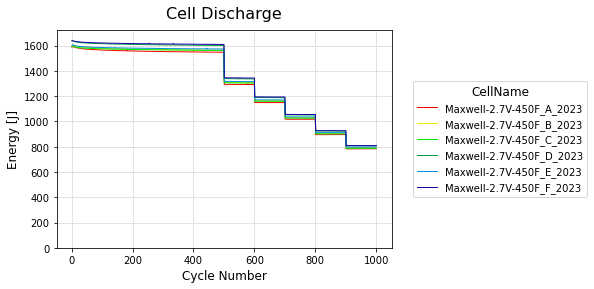 Cell Discharge
Energy [J]
1600
1400
1200
1000
800
600
400
200
0
0 200 400 600 800 1000
Cycle Number
CellName
Maxwell-2.7V-450F_A_2023
Maxwell-2.7V-450F_B_2023
Maxwell-2.7V-450F_C_2023
Maxwell-2.7V-450F_D_2023
Maxwell-2.7V-450F_E_2023
Maxwell-2.7V-450F_F_2023